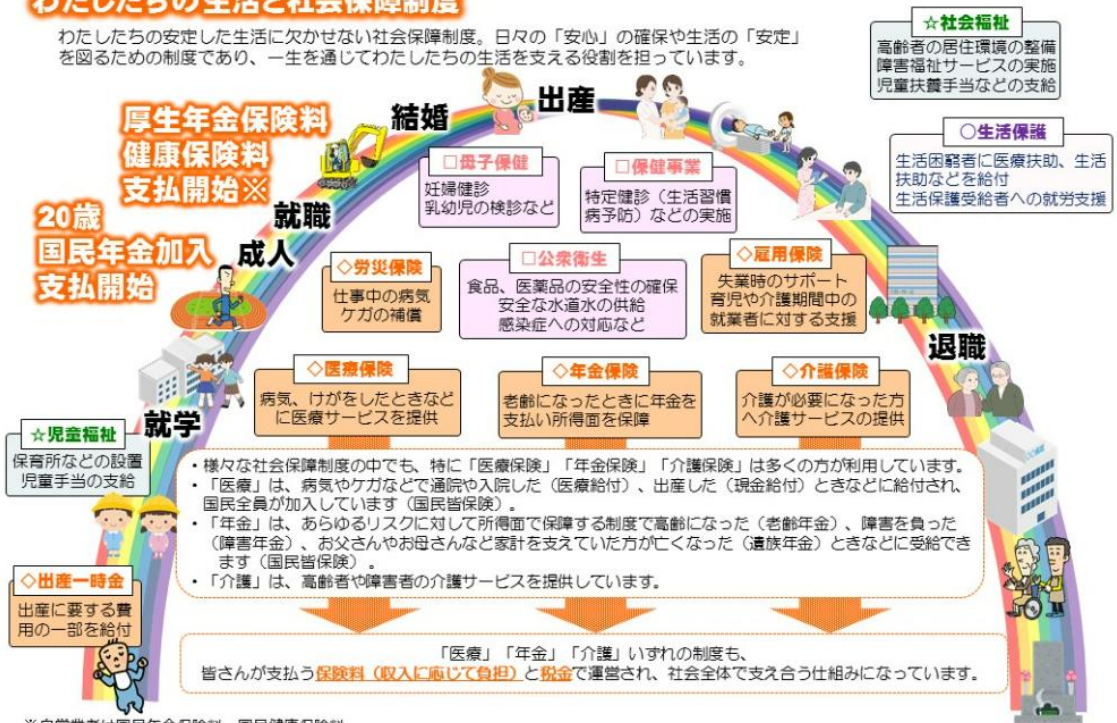 わたしたちの生活と社会保障制度
わたしたちの安定した生活に欠かせない社会保障制度。日々の「安心」の確保や生活の「安定」
を図るための制度であり、一生を通じてわたしたちの生活を支える役割を担っています。
☆社会福祉
高齢者の居住環境の整備
障害福祉サービスの実施
児童扶養手当などの支給
○生活保護
生活困窮者に医療扶助、生活
扶助などを給付
生活保護受給者への就労支援
出産
結婚
厚生年金保険料
健康保険料
支払開始※
就職
20歳
国民年金加入
支払開始
成人
□母子保健
妊婦健診
乳幼児の検診など
□保健事業
特定健診（生活習慣
病予防）などの実施
◇労災保険
仕事中の病気
ケガの補償
□公衆衛生
食品、医薬品の安全性の確保
安全な水道水の供給
感染症への対応など
◇雇用保険
失業時のサポート
育児や介護期間中の
就業者に対する支援
退職
◇医療保険
病気、けがをしたときなど
に医療サービスを提供
◇年金保険
老齢になったときに年金を
支払い所得面を保障
◇介護保険
介護が必要になった方
へ介護サービスの提供
就学
☆児童福祉
保育所などの設置
児童手当の支給
・様々な社会保障制度の中でも、特に「医療保険」「年金保険」「介護保険」は多くの方が利用しています。
・「医療」は、病気やケガなどで通院や入院した（医療給付）、出産した（現金給付）ときなどに給付され、
国民全員が加入しています（国民皆保険）。
・「年金」は、あらゆるリスクに対して所得面で保障する制度で高齢になった（老齢年金）、障害を負った
（障害年金）、お父さんやお母さんなど家計を支えていた方が亡くなった（遺族年金）ときなどに受給でき
ます（国民皆保険）。
・「介護」は、高齢者や障害者の介護サービスを提供しています。
◇出産一時金
出産に要する費
用の一部を給付
「医療」「年金」「介護」いずれの制度も、
皆さんが支払う保険料（収入に応じて負担）と税金で運営され、社会全体で支え合う仕組みになっています。
※自営業者は国民年金保険料、国民健康保険料